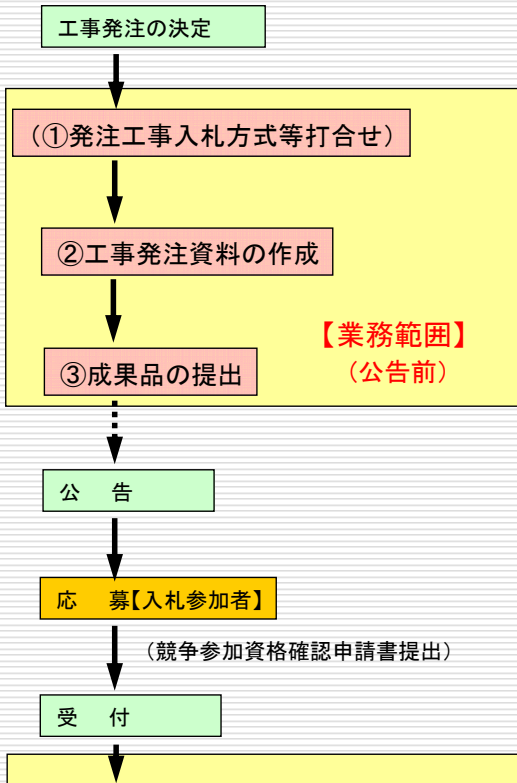 工事発注の決定
（①発注工事入札方式等打合せ）
②工事発注資料の作成
【業務範囲】
（公告前）
③成果品の提出
公　告
応　募【入札参加者】
（競争参加資格確認申請書提出）
受　付